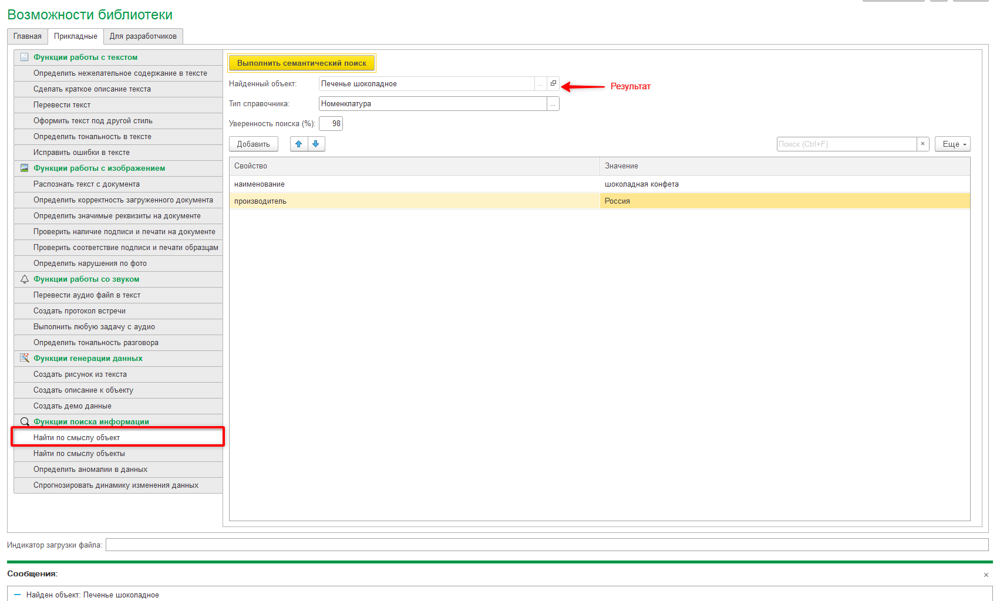 Возможности библиотеки
Главная
Прикладные
Для разработчиков
Функции работы с текстом
Определить нежелательное содержание в тексте
Сделать краткое описание текста
Перевести текст
Оформить текст под другой стиль
Определить тональность в тексте
Исправить ошибки в тексте
Функции работы с изображением
Распознать текст с документа
Определить корректность загруженного документа
Определить значимые реквизиты на документе
Проверить наличие подписи и печати на документе
Проверить соответствие подписи и печати образцам
Определить нарушения по фото
Функции работы со звуком
Перевести аудио файл в текст
Создать протокол встречи
Выполнить любую задачу с аудио
Определить тональность разговора
Функции генерации данных
Создать рисунок из текста
Создать описание к объекту
Создать демо данные
Функции поиска информации
Найти по смыслу объект
Найти по смыслу объекты
Определить аномалии в данных
Спрогнозировать динамику изменения данных
Выполнить семантический поиск
Найденный объект: Печенье шоколадное ...
Результат
Тип справочника: Номенклатура ...
Уверенность поиска (%): 98
Добавить
Поиск (Ctrl+F) ×
Еще
Свойство Значение
наименование шоколадная конфета
производитель Россия
Индикатор загрузки файла:
Сообщения: ×
Найден объект: Печенье шоколадное